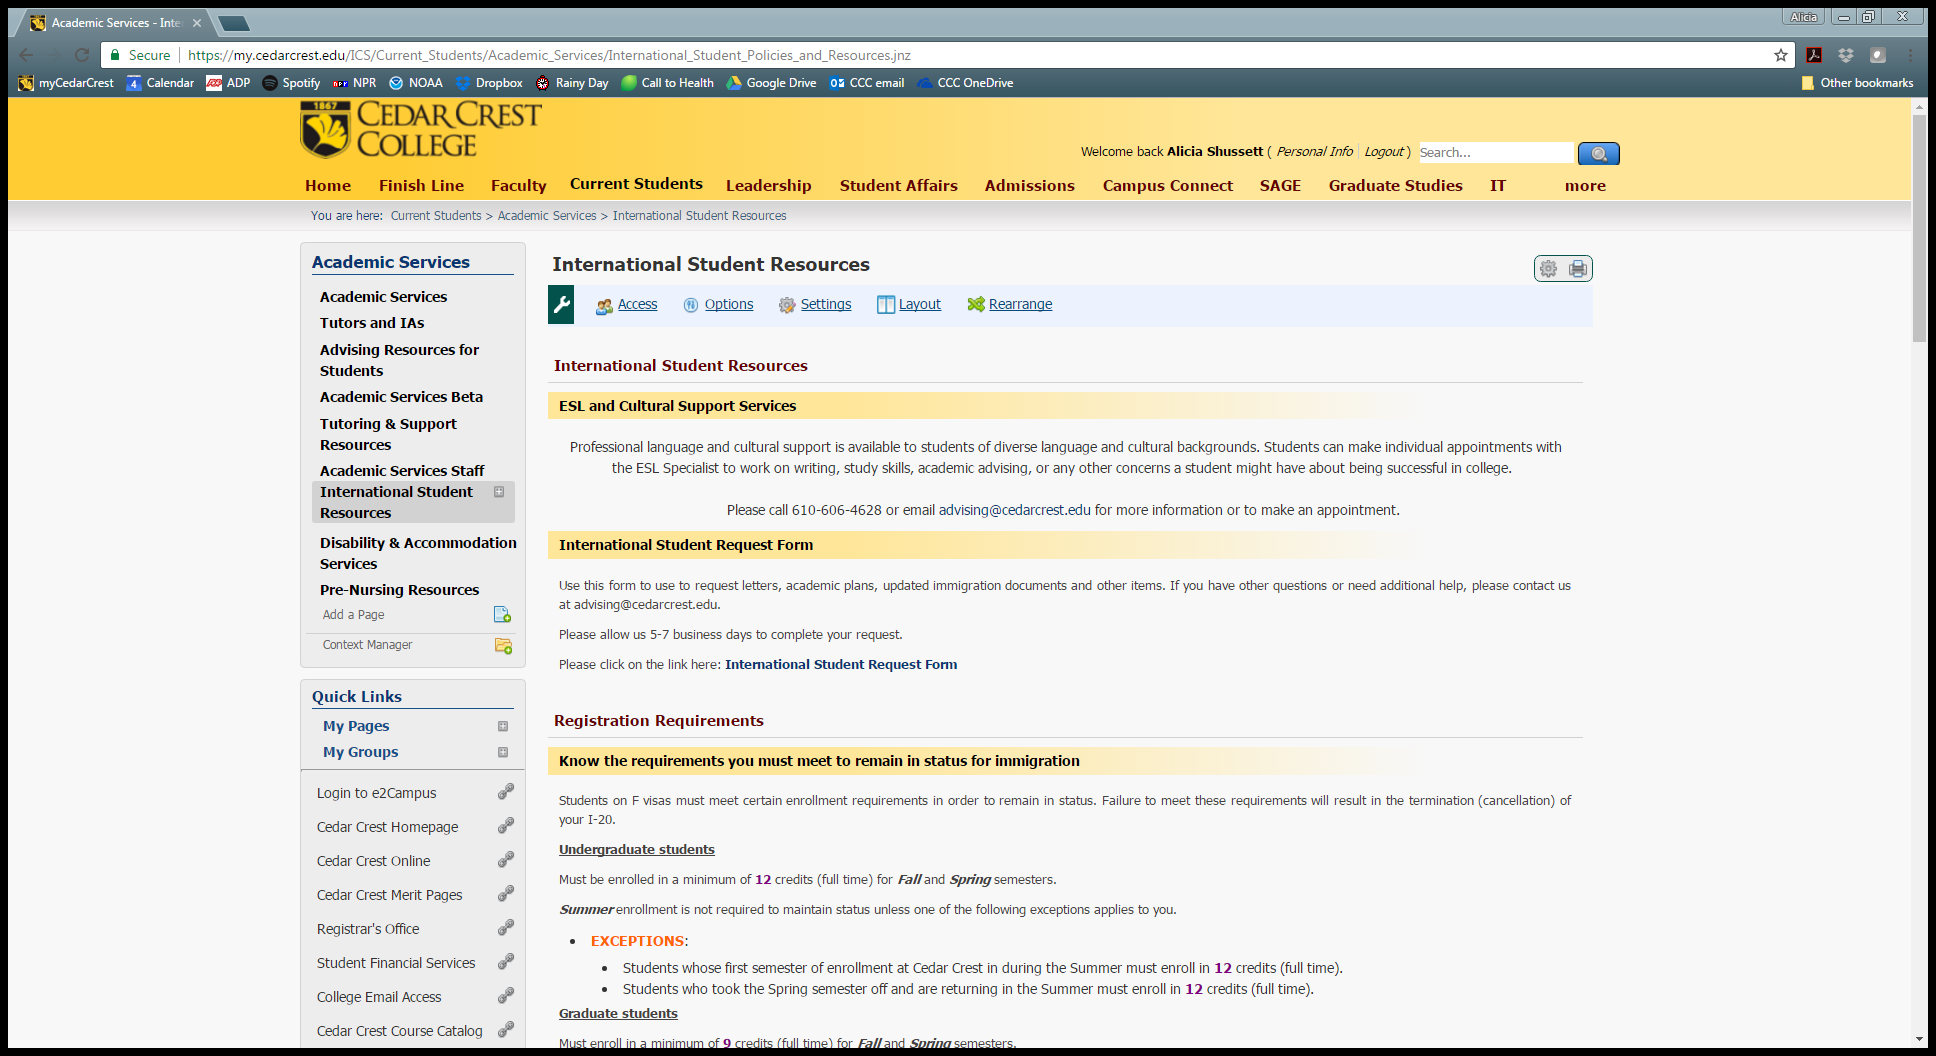 Academic Services - Inte
Alicia
Secure
https://my.cedarcrest.edu/ICS/Current_Students/Academic_Services/International_Student_Policies_and_Resources.jnz
myCedarCrest 4 Calendar ADP Spotify npr NPR NOAA Dropbox Rainy Day Call to Health Google Drive CCC email CCC OneDrive Other bookmarks
1867
CEDAR CREST
COLLEGE
Welcome back Alicia Shussett ( Personal Info Logout ) Search...
Home Finish Line Faculty Current Students Leadership Student Affairs Admissions Campus Connect SAGE Graduate Studies IT more
You are here: Current Students > Academic Services > International Student Resources
Academic Services
Academic Services
Tutors and IAs
Advising Resources for
Students
Academic Services Beta
Tutoring & Support
Resources
Academic Services Staff
International Student
Resources
Disability & Accommodation
Services
Pre-Nursing Resources
Add a Page
Context Manager
Quick Links
My Pages
My Groups
Login to e2Campus
Cedar Crest Homepage
Cedar Crest Online
Cedar Crest Merit Pages
Registrar's Office
Student Financial Services
College Email Access
Cedar Crest Course Catalog
International Student Resources
Access Options Settings Layout Rearrange
International Student Resources
ESL and Cultural Support Services
Professional language and cultural support is available to students of diverse language and cultural backgrounds. Students can make individual appointments with
the ESL Specialist to work on writing, study skills, academic advising, or any other concerns a student might have about being successful in college.
Please call 610-606-4628 or email advising@cedarcrest.edu for more information or to make an appointment.
International Student Request Form
Use this form to use to request letters, academic plans, updated immigration documents and other items. If you have other questions or need additional help, please contact us
at advising@cedarcrest.edu.
Please allow us 5-7 business days to complete your request.
Please click on the link here: International Student Request Form
Registration Requirements
Know the requirements you must meet to remain in status for immigration
Students on F visas must meet certain enrollment requirements in order to remain in status. Failure to meet these requirements will result in the termination (cancellation) of
your I-20.
Undergraduate students
Must be enrolled in a minimum of 12 credits (full time) for Fall and Spring semesters.
Summer enrollment is not required to maintain status unless one of the following exceptions applies to you.
• EXCEPTIONS:
• Students whose first semester of enrollment at Cedar Crest in during the Summer must enroll in 12 credits (full time).
• Students who took the Spring semester off and are returning in the Summer must enroll in 12 credits (full time).
Graduate students
Must enroll in a minimum of 9 credits (full time) for Fall and Spring semesters.